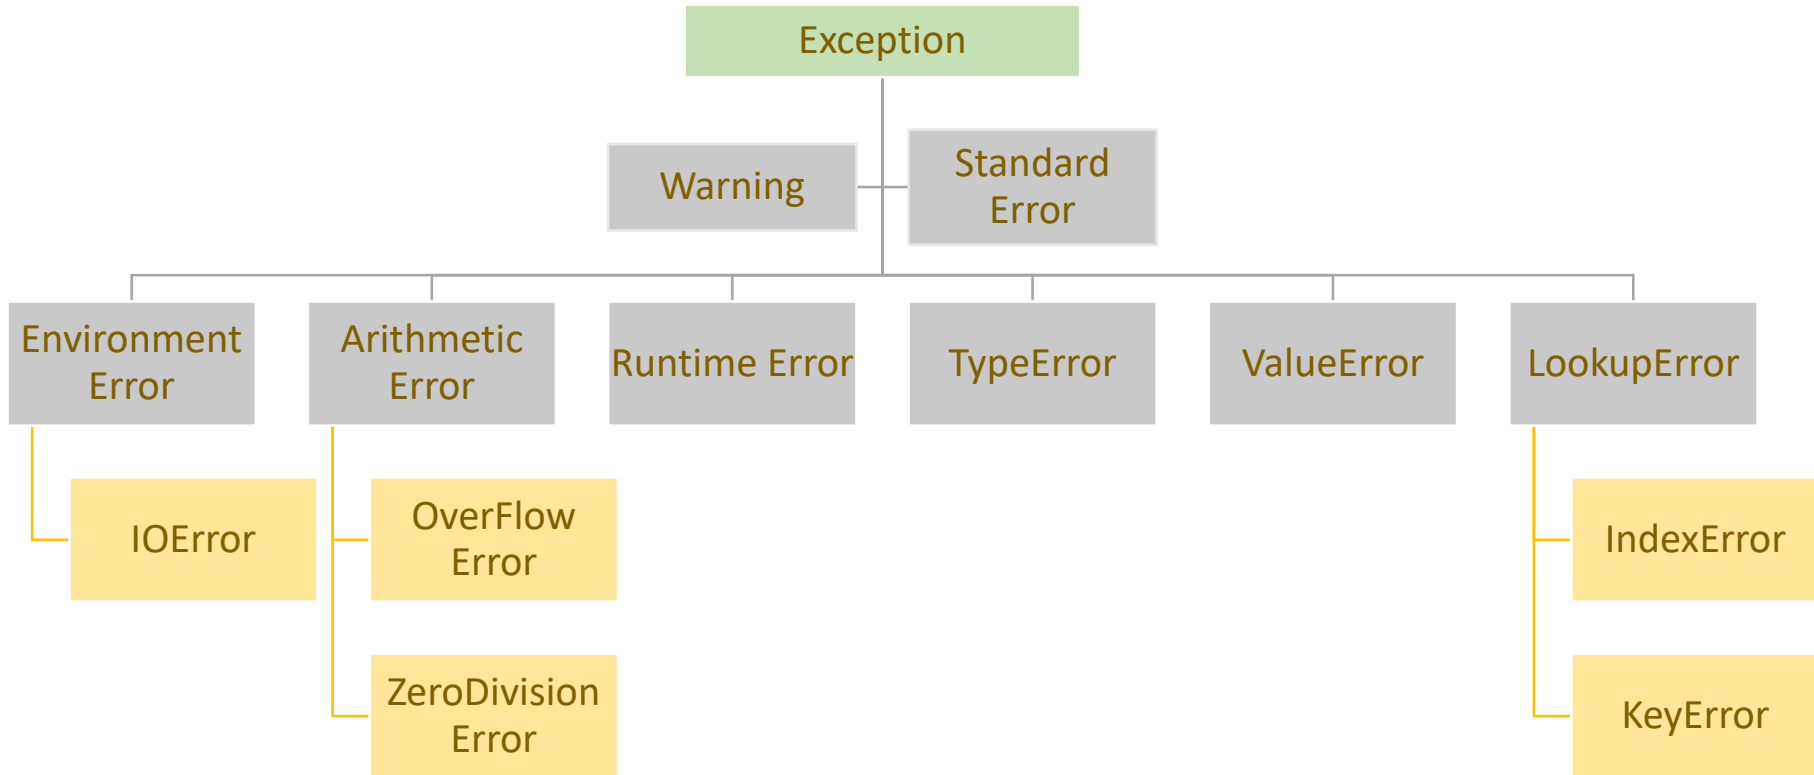 Exception
Warning
Standard
Error
Environment
Error
Arithmetic
Error
Runtime Error
TypeError
ValueError
LookupError
IOError
OverFlow
Error
IndexError
ZeroDivision
Error
KeyError